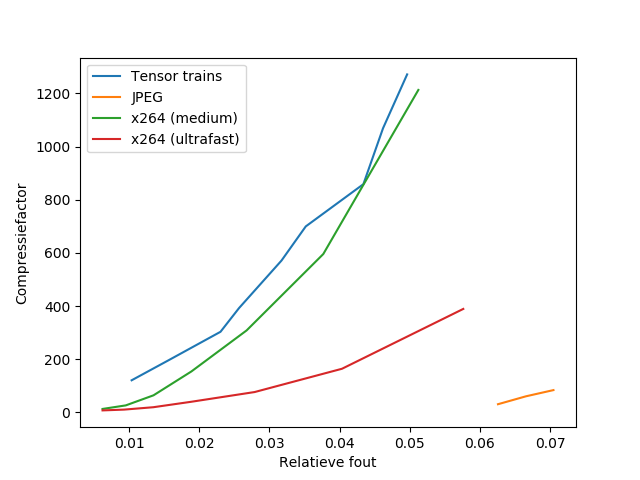 Tensor trains
JPEG
x264 (medium)
x264 (ultrafast)
Compressiefactor
1200
1000
800
600
400
200
0
0.01 0.02 0.03 0.04 0.05 0.06 0.07
Relatieve fout